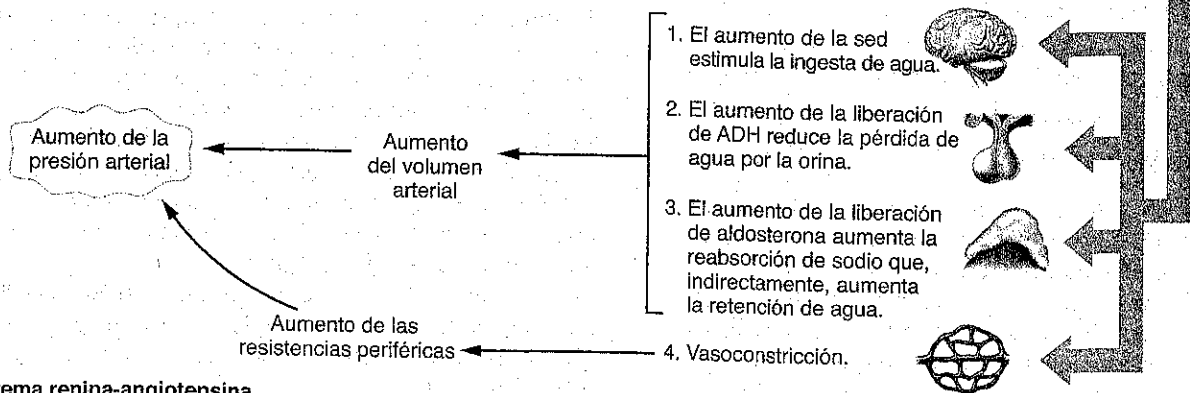 1. El aumento de la sed
estimula la ingesta de agua.
2. El aumento de la liberación
de ADH reduce la pérdida de
agua por la orina.
3. El aumento de la liberación
de aldosterona aumenta la
reabsorción de sodio que,
indirectamente, aumenta
la retención de agua.
4. Vasoconstricción.
Aumento
del volumen
arterial
Aumento de las
resistencias periféricas
Aumento de la
presión arterial
renina-angiotensina